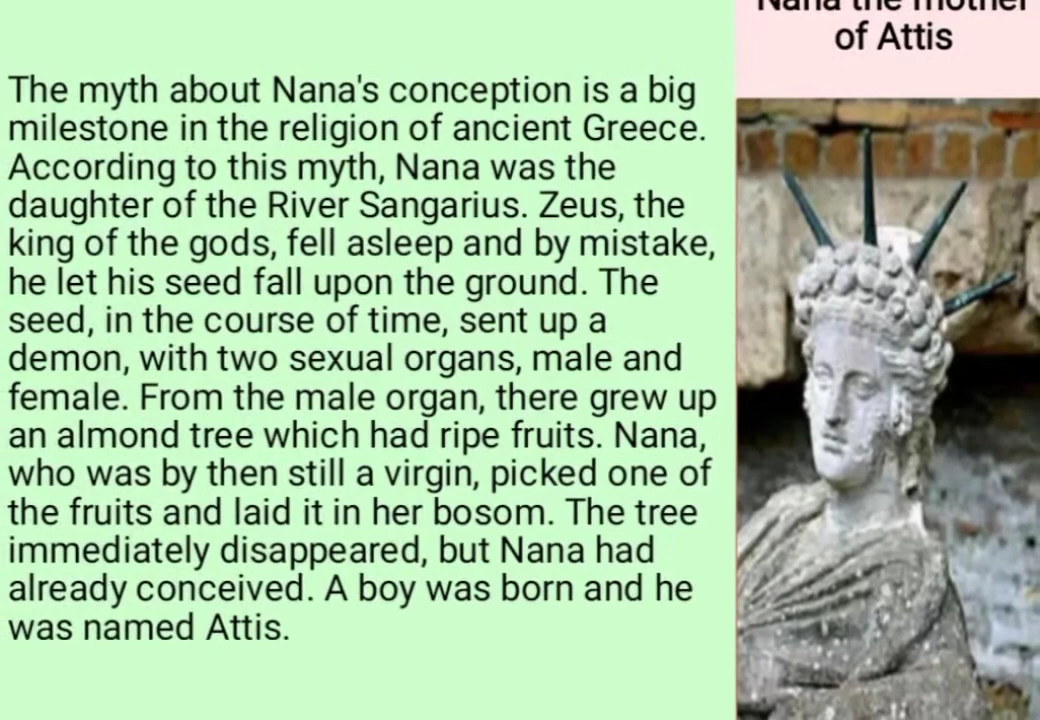 Nana the mother
of Attis
The myth about Nana's conception is a big
milestone in the religion of ancient Greece.
According to this myth, Nana was the
daughter of the River Sangarius. Zeus, the
king of the gods, fell asleep and by mistake,
he let his seed fall upon the ground. The
seed, in the course of time, sent up a
demon, with two sexual organs, male and
female. From the male organ, there grew up
an almond tree which had ripe fruits. Nana,
who was by then still a virgin, picked one of
the fruits and laid it in her bosom. The tree
immediately disappeared, but Nana had
already conceived. A boy was born and he
was named Attis.